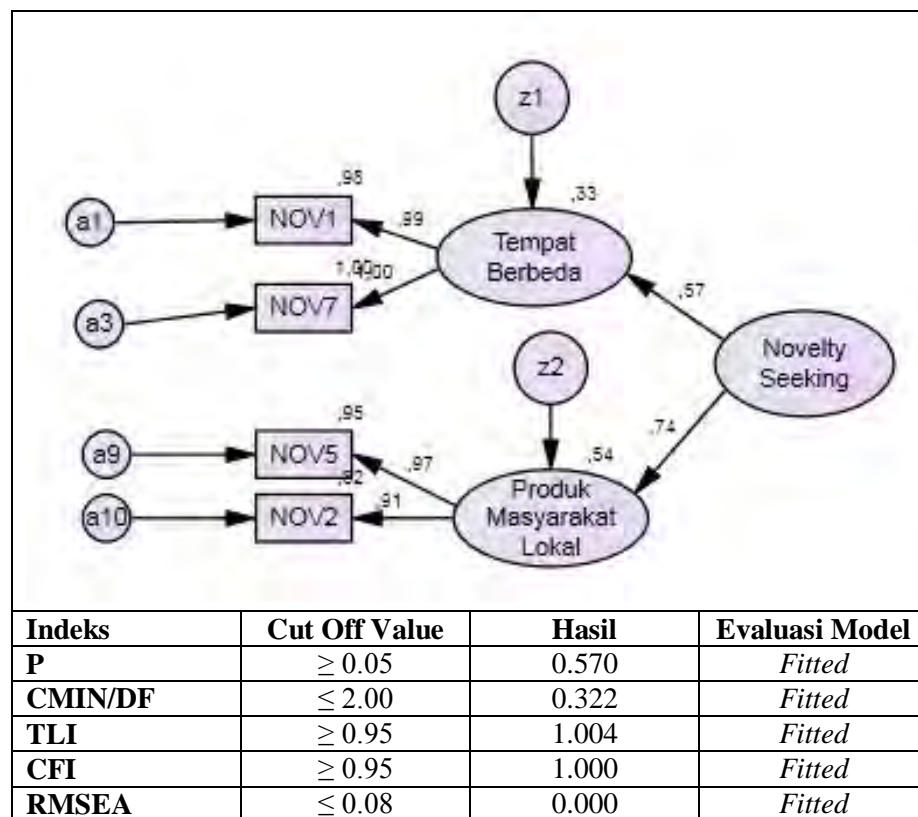 z1
,98
,33
a1
NOV1
,99
Tempat
Berbeda
1,00
,57
a3
NOV7
z2
Novelty
Seeking
,95
,74
a9
NOV5
,97
,54
Produk
Masyarakat
Lokal
,91
a10
NOV2
Indeks Cut Off Value Hasil Evaluasi Model
P ≥ 0.05 0.570 Fitted
CMIN/DF ≤ 2.00 0.322 Fitted
TLI ≥ 0.95 1.004 Fitted
CFI ≥ 0.95 1.000 Fitted
RMSEA ≤ 0.08 0.000 Fitted